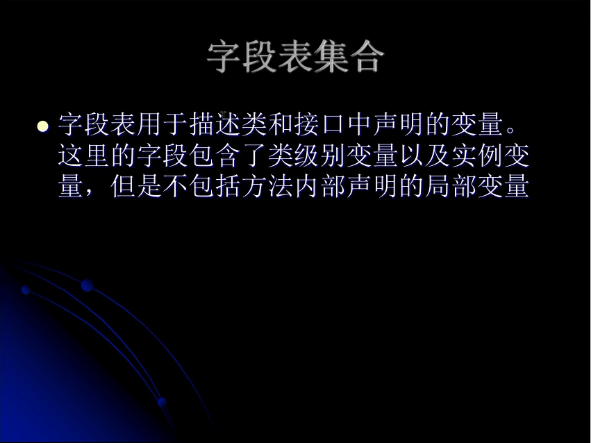 字段表集合
字段表用于描述类和接口中声明的变量。
这里的字段包含了类级别变量以及实例变
量，但是不包括方法内部声明的局部变量